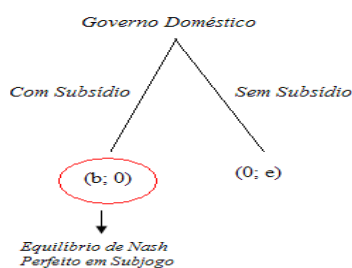 Governo Doméstico
Com Subsídio
Sem Subsídio
(b; 0)
(0; e)
Equilíbrio de Nash
Perfeito em Subjogo